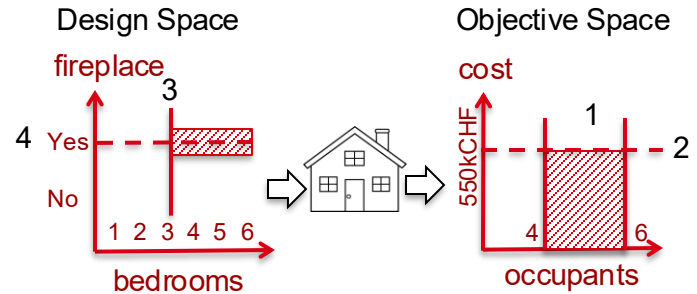 Design Space
fireplace
3
4
Yes
No
1 2 3 4 5 6
bedrooms
Objective Space
cost
1
2
550kCHF
4
6
occupants